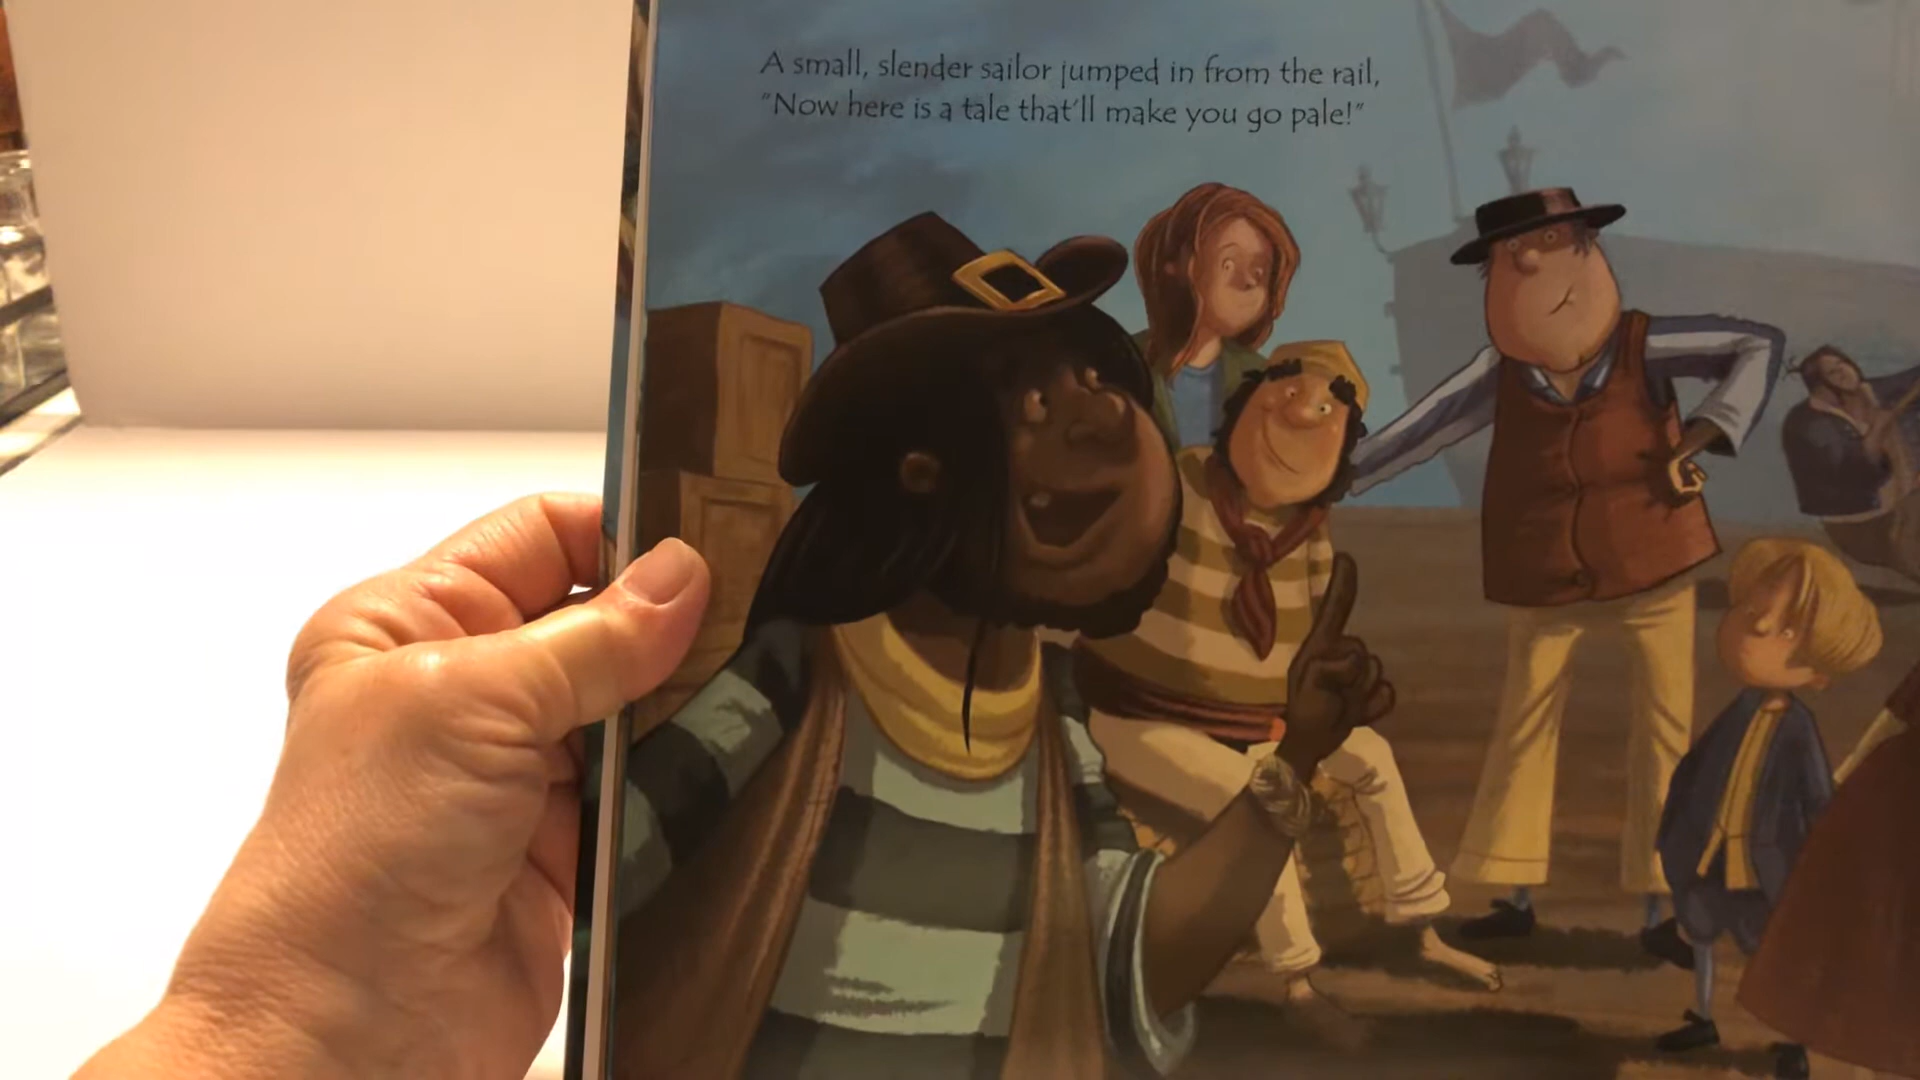 A small, slender sailor jumped in from the rail,
"Now here is a tale that'll make you go pale!"